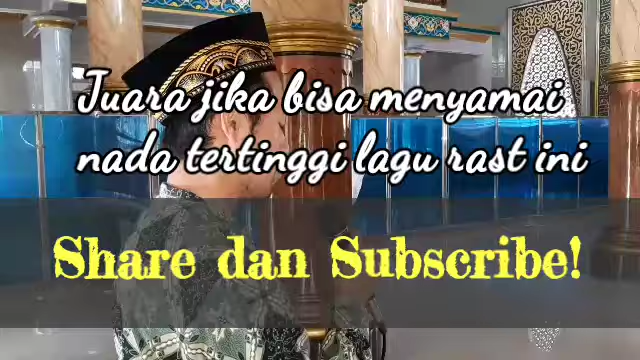 Juara jika bisa menyamai
nada tertinggi lagu rast ini
Share dan Subscribe!